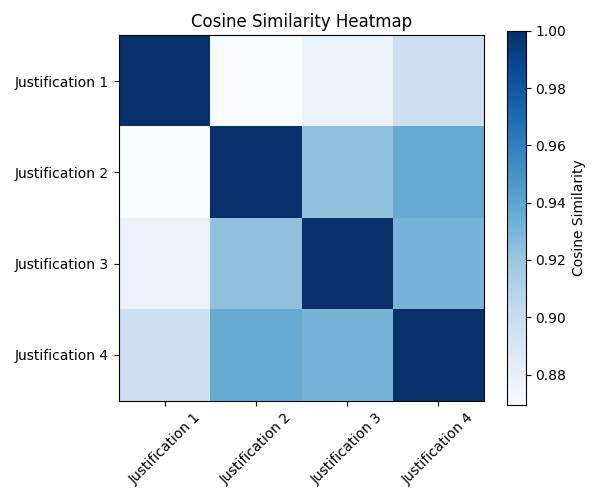 Cosine Similarity Heatmap
Justification 1
Justification 2
Justification 3
Justification 4
Justification 1
Justification 2
Justification 3
Justification 4
1.00
0.98
0.96
0.94
0.92
0.90
0.88
Cosine Similarity